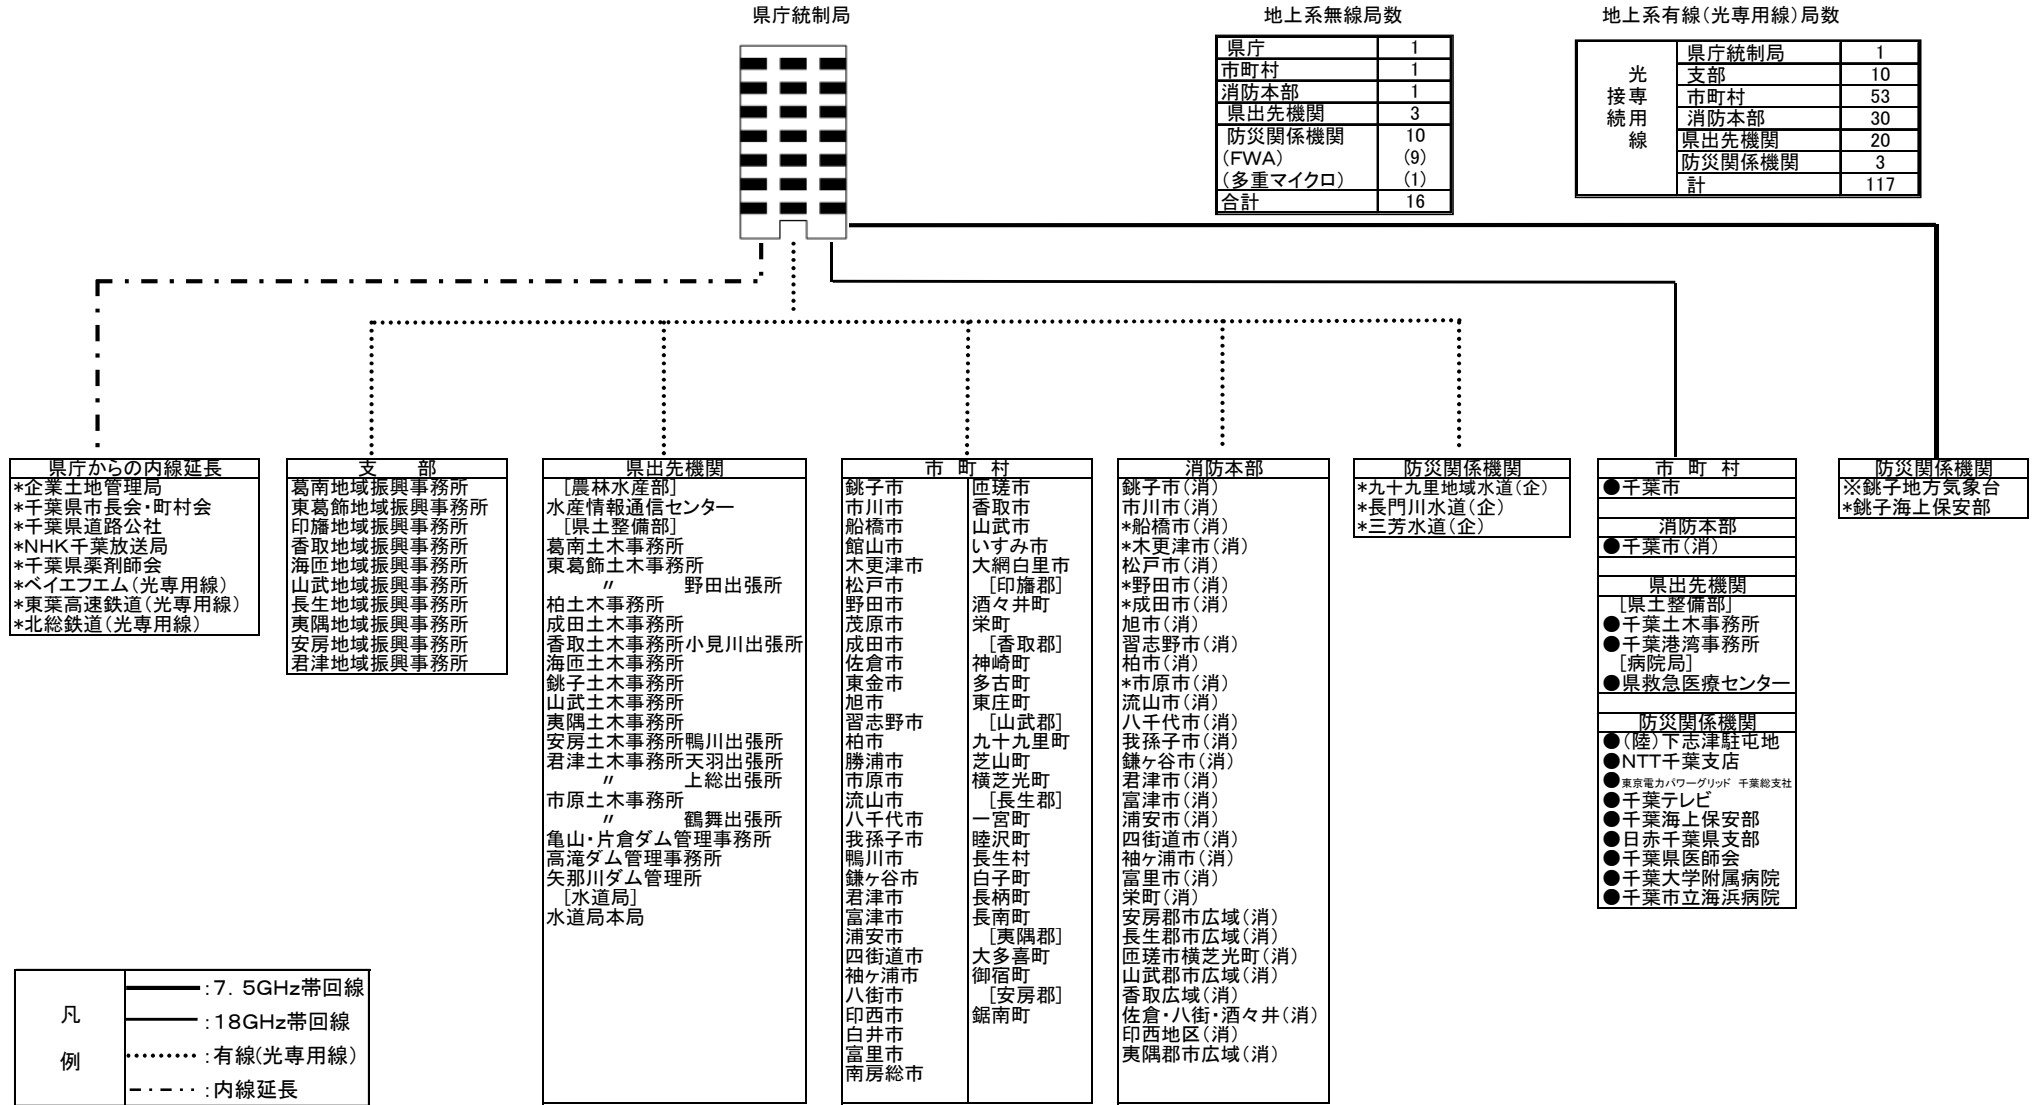 県庁統制局
地上系無線局数
県庁 1
市町村 1
消防本部 1
県出先機関 3
防災関係機関 10
(FWA) (9)
(多重マイクロ) (1)
合計 16
地上系有線(光専用線)局数
光専用線接続
県庁統制局 1
支部 10
市町村 53
消防本部 30
県出先機関 20
防災関係機関 3
計 117
県庁からの内線延長
*企業土地管理局
*千葉県市長会・町村会
*千葉県道路公社
*NHK千葉放送局
*千葉県薬剤師会
*ベイエフエム(光専用線)
*東葉高速鉄道(光専用線)
*北総鉄道(光専用線)
支 部
葛南地域振興事務所
東葛飾地域振興事務所
印旛地域振興事務所
香取地域振興事務所
海匝地域振興事務所
山武地域振興事務所
長生地域振興事務所
夷隅地域振興事務所
安房地域振興事務所
君津地域振興事務所
県出先機関
[農林水産部]
水産情報通信センター
[県土整備部]
葛南土木事務所
東葛飾土木事務所
〃 野田出張所
柏土木事務所
成田土木事務所
香取土木事務所小見川出張所
海匝土木事務所
銚子土木事務所
山武土木事務所
夷隅土木事務所
安房土木事務所鴨川出張所
君津土木事務所天羽出張所
〃 上総出張所
市原土木事務所
〃 鶴舞出張所
亀山・片倉ダム管理事務所
高滝ダム管理事務所
矢那川ダム管理所
[水道局]
水道局本局
市 町 村
銚子市
市川市
船橋市
館山市
木更津市
松戸市
野田市
茂原市
成田市
佐倉市
東金市
旭市
習志野市
柏市
勝浦市
市原市
流山市
八千代市
我孫子市
鴨川市
鎌ヶ谷市
君津市
富津市
浦安市
四街道市
袖ヶ浦市
八街市
印西市
白井市
富里市
南房総市
匝瑳市
香取市
山武市
いすみ市
大網白里市
[印旛郡]
酒々井町
栄町
[香取郡]
神崎町
多古町
東庄町
[山武郡]
九十九里町
芝山町
横芝光町
[長生郡]
一宮町
睦沢町
長生村
白子町
長柄町
長南町
[夷隅郡]
大多喜町
御宿町
[安房郡]
鋸南町
消防本部
銚子市(消)
市川市(消)
*船橋市(消)
*木更津市(消)
松戸市(消)
*野田市(消)
*成田市(消)
旭市(消)
習志野市(消)
柏市(消)
*市原市(消)
流山市(消)
八千代市(消)
我孫子市(消)
鎌ヶ谷市(消)
君津市(消)
富津市(消)
浦安市(消)
四街道市(消)
袖ヶ浦市(消)
富里市(消)
栄町(消)
安房郡市広域(消)
長生郡市広域(消)
匝瑳市横芝光町(消)
山武郡市広域(消)
香取広域(消)
佐倉・八街・酒々井(消)
印西地区(消)
夷隅郡市広域(消)
防災関係機関
*九十九里地域水道(企)
*長門川水道(企)
*三芳水道(企)
市 町 村
●千葉市
消防本部
●千葉市(消)
県出先機関
[県土整備部]
●千葉土木事務所
●千葉港湾事務所
[病院局]
●県救急医療センター
防災関係機関
●(陸)下志津駐屯地
●NTT千葉支店
●東京電力パワーグリッド 千葉総支社
●千葉テレビ
●千葉海上保安部
●日赤千葉県支部
●千葉県医師会
●千葉大学附属病院
●千葉市立海浜病院
防災関係機関
※銚子地方気象台
*銚子海上保安部
凡例
:7.5GHz帯回線
:18GHz帯回線
:有線(光専用線)
:内線延長